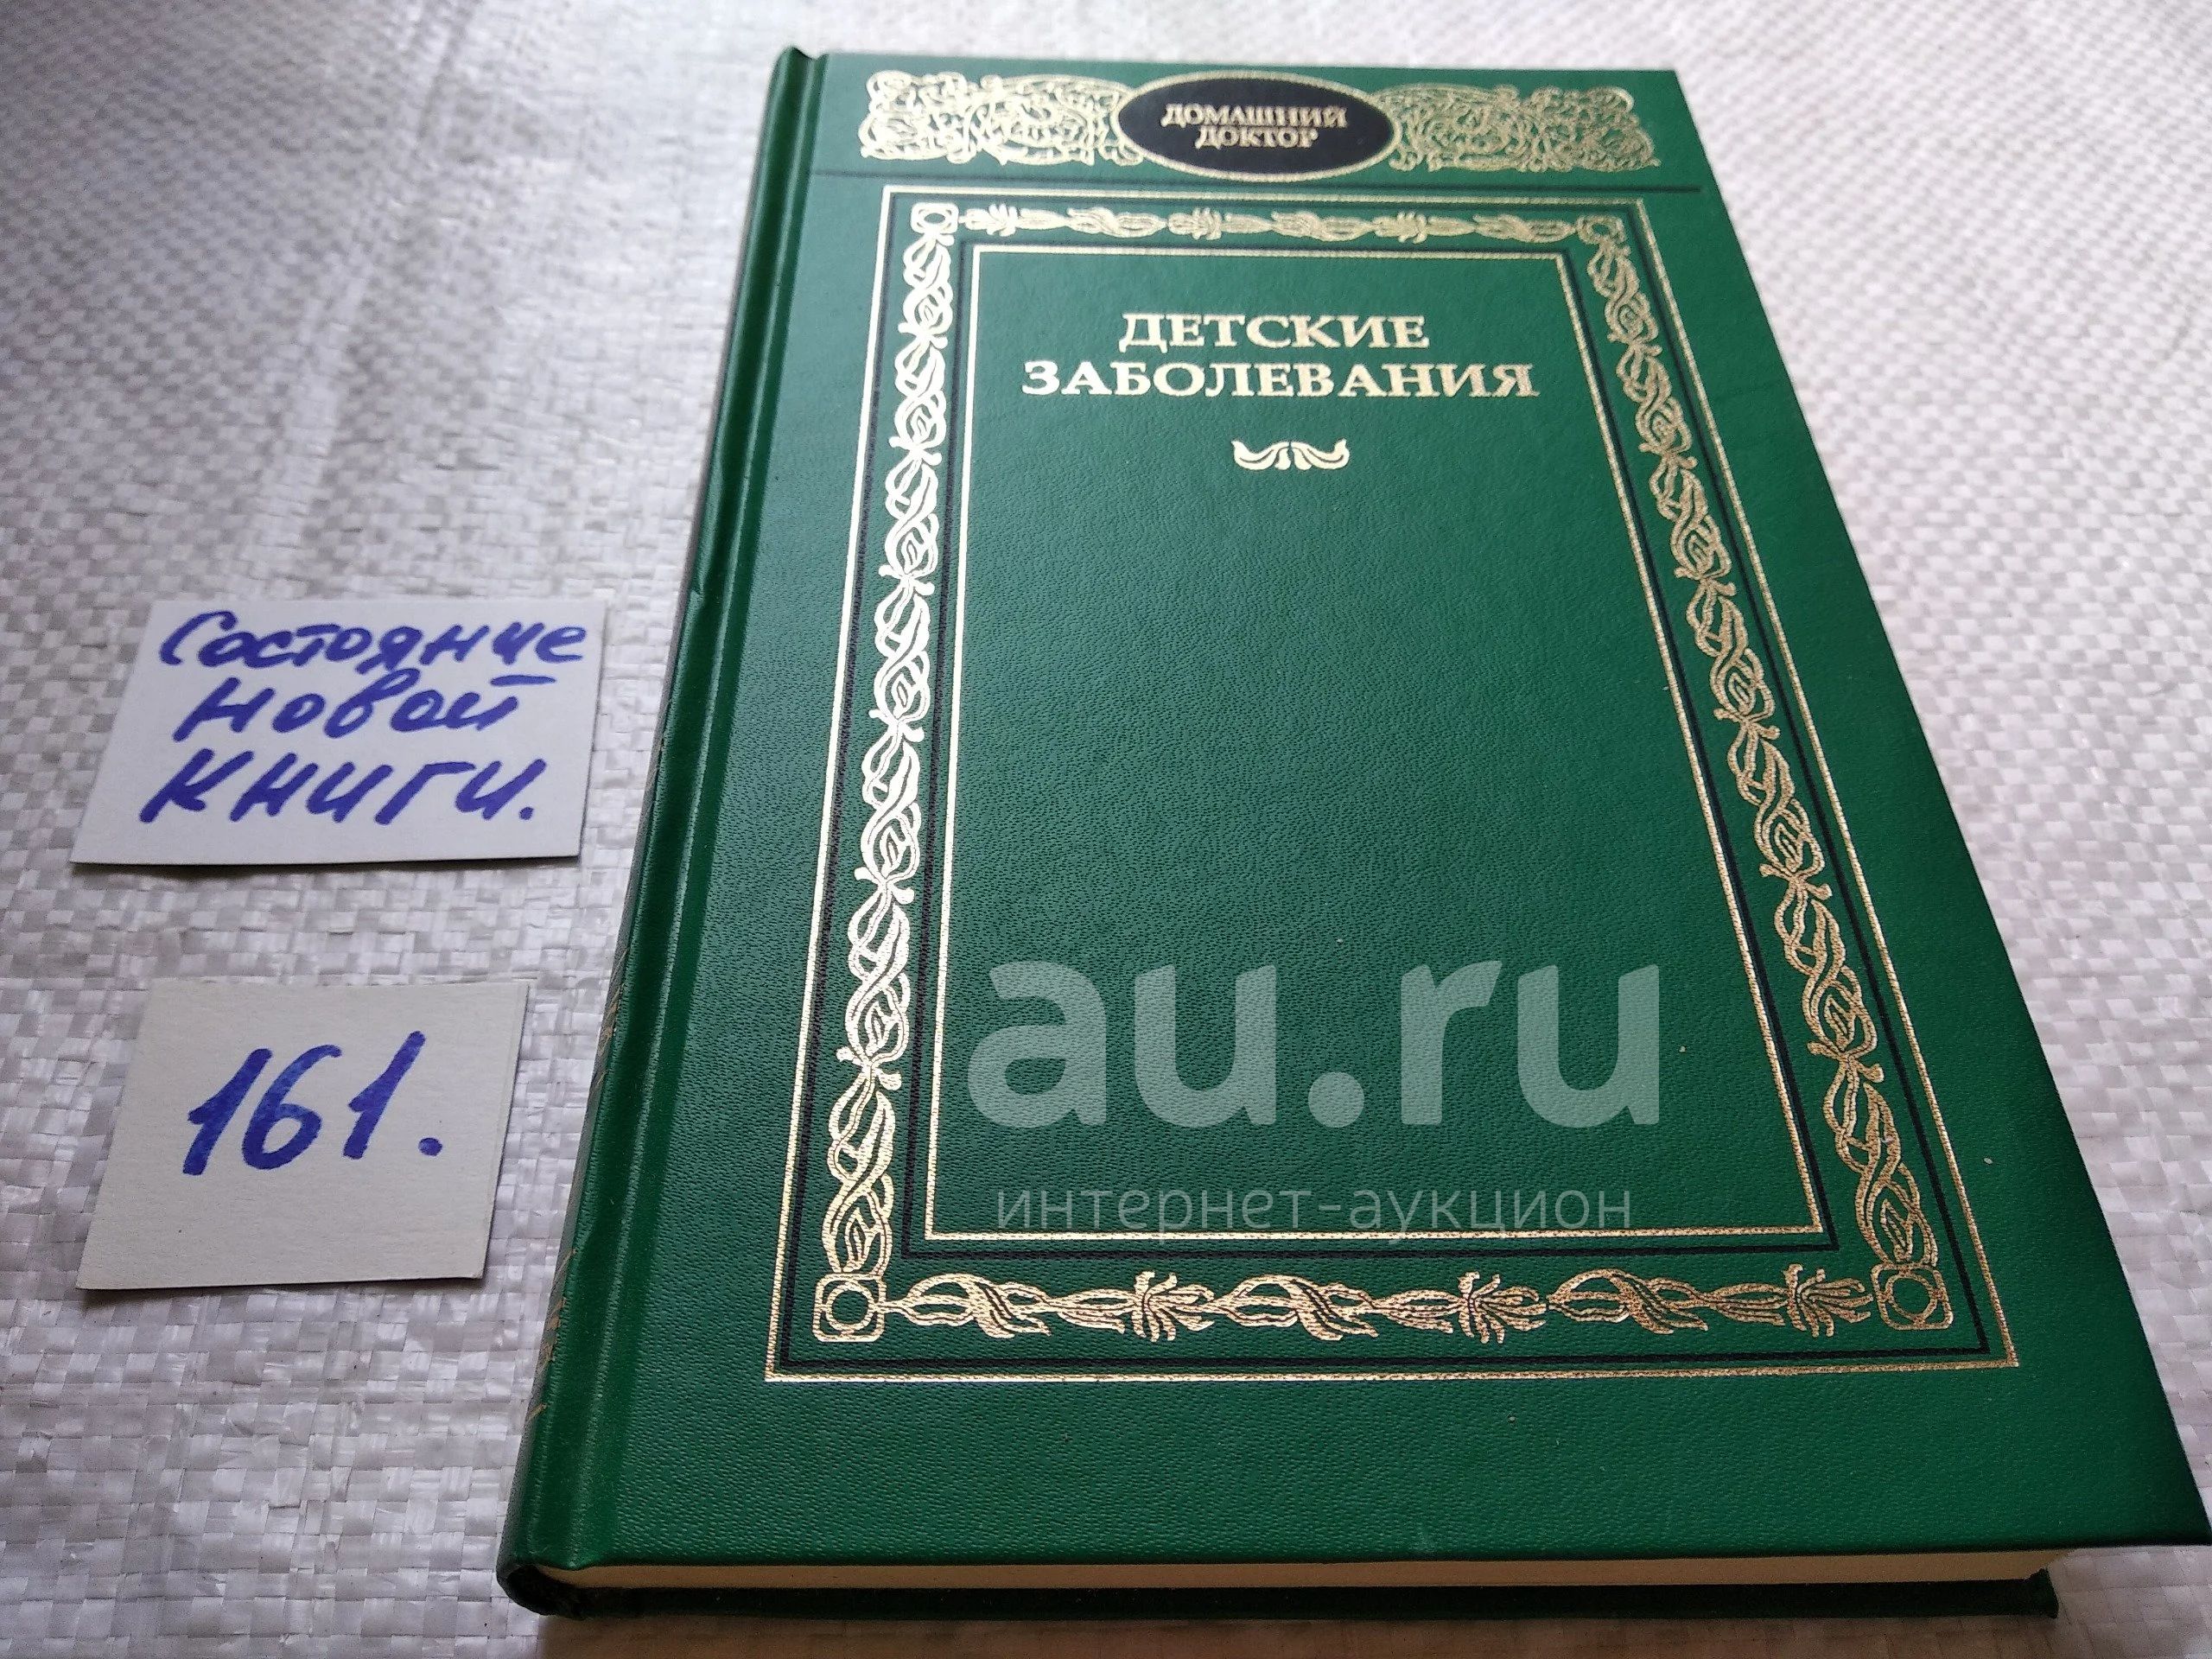 ДОМАШНИЙ
ДОКТОР
ДЕТСКИЕ
ЗАБОЛЕВАНИЯ
Состояние
новой
книги.
161.
au.ru
интернет-аукцион